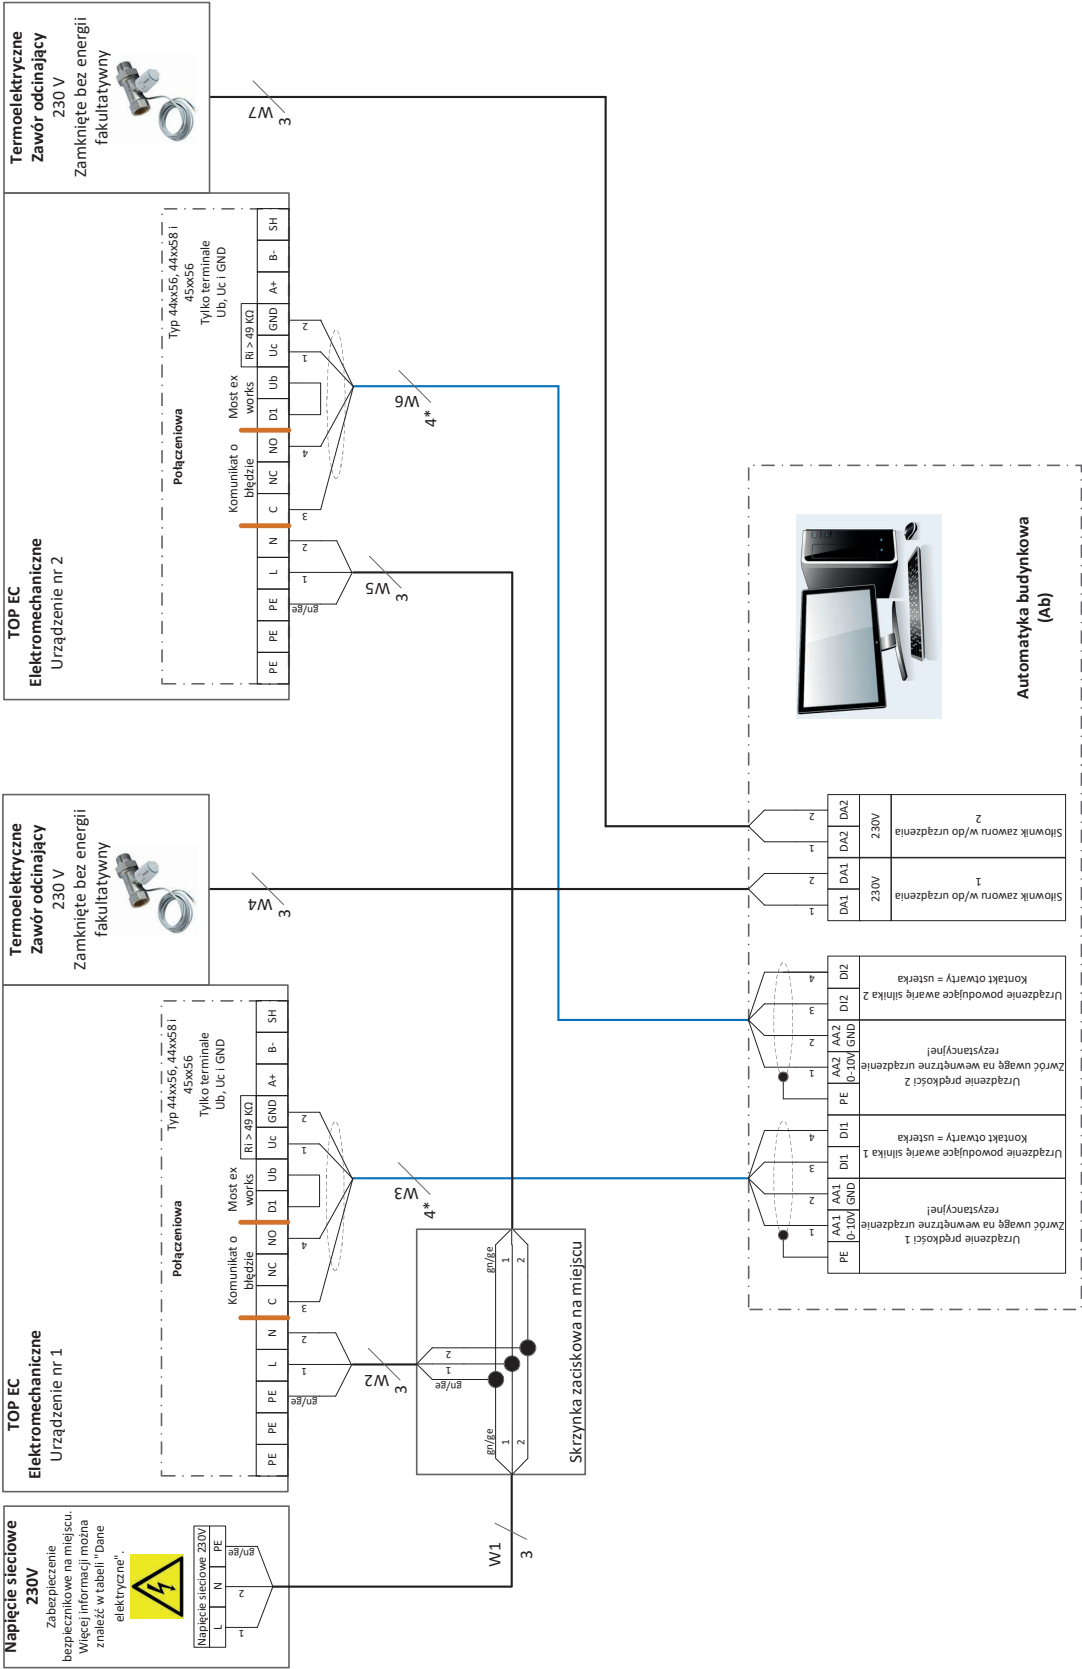 Napięcie sieciowe
230V
Zabezpieczenie
bezpiecznikowe na miejscu.
Więcej informacji można
znaleźć w tabeli "Dane
elektryczne".
Napięcie sieciowe 230V
L
N
PE
1
2
gn/ge
W1
3
TOP EC
Elektromechaniczne
Urządzenie nr 1
Połączeniowa
Typ 44xx56, 44xx58 i
45xx56
Tylko terminale
Ub, Uc i GND
Komunikat o
błędzie
Most ex
works
Ri > 49 KΩ
PE
PE
PE
L
N
C
NC
NO
D1
Ub
Uc
GND
A+
B-
SH
gn/ge
1
2
3
4
1
2
W2
3
W3
4*
Termoelektryczne
Zawór odcinający
230 V
Zamknięte bez energii
fakultatywny
W4
3
TOP EC
Elektromechaniczne
Urządzenie nr 2
Połączeniowa
Typ 44xx56, 44xx58 i
45xx56
Tylko terminale
Ub, Uc i GND
Komunikat o
błędzie
Most ex
works
Ri > 49 KΩ
PE
PE
PE
L
N
C
NC
NO
D1
Ub
Uc
GND
A+
B-
SH
gn/ge
1
2
3
4
1
2
W5
3
W6
4*
Termoelektryczne
Zawór odcinający
230 V
Zamknięte bez energii
fakultatywny
W7
3
gn/ge
1
2
gn/ge
1
2
gn/ge
1
2
Skrzynka zaciskowa na miejscu
1
2
3
4
1
2
3
4
1
2
1
2
PE
AA1
0-10V
AA1
GND
DI1
DI1
PE
AA2
0-10V
AA2
GND
DI2
DI2
DA1
DA1
DA2
DA2
230V
230V
Urządzenie prędkości 1
Zwróć uwagę na wewnętrzne urządzenie
rezystancyjne!
Urządzenie powodujące awarię silnika 1
Kontakt otwarty = usterka
Urządzenie prędkości 2
Zwróć uwagę na wewnętrzne urządzenie
rezystancyjne!
Urządzenie powodujące awarię silnika 2
Kontakt otwarty = usterka
Siłownik zaworu w/do urządzenia
1
Siłownik zaworu w/do urządzenia
2
Automatyka budynkowa
(Ab)